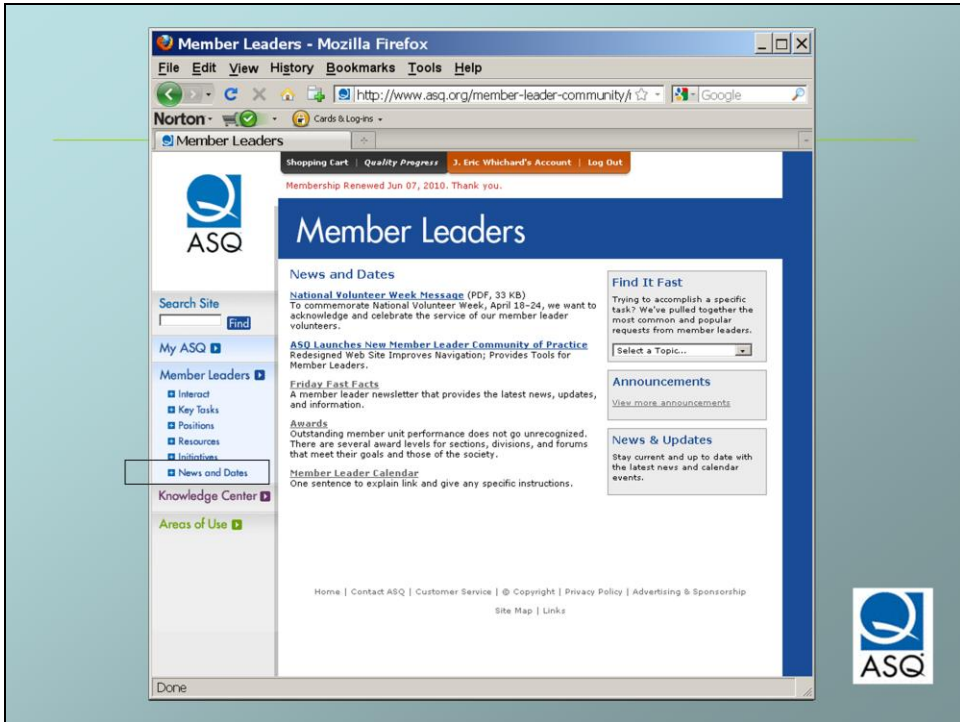 Member Leaders - Mozilla Firefox
File Edit View History Bookmarks Tools Help
http://www.asq.org/member-leader-community/
Google
Norton
Cards & Log-ins
Member Leaders
Shopping Cart | Quality Progress | J. Eric Whichard's Account | Log Out
Membership Renewed Jun 07, 2010. Thank you.
ASQ
Member Leaders
Search Site
Find
My ASQ
Member Leaders
Interact
Key Tasks
Positions
Resources
Initiatives
News and Dates
Knowledge Center
Areas of Use
News and Dates
National Volunteer Week Message (PDF, 33 KB)
To commemorate National Volunteer Week, April 18-24, we want to
acknowledge and celebrate the service of our member leader
volunteers.
ASQ Launches New Member Leader Community of Practice
Redesigned Web Site Improves Navigation; Provides Tools for
Member Leaders.
Friday Fast Facts
A member leader newsletter that provides the latest news, updates,
and information.
Awards
Outstanding member unit performance does not go unrecognized.
There are several award levels for sections, divisions, and forums
that meet their goals and those of the society.
Member Leader Calendar
One sentence to explain link and give any specific instructions.
Find It Fast
Trying to accomplish a specific
task? We've pulled together the
most common and popular
requests from member leaders.
Select a Topic...
Announcements
View more announcements
News & Updates
Stay current and up to date with
the latest news and calendar
events.
Home | Contact ASQ | Customer Service | © Copyright | Privacy Policy | Advertising & Sponsorship
Site Map | Links
Done
ASQ